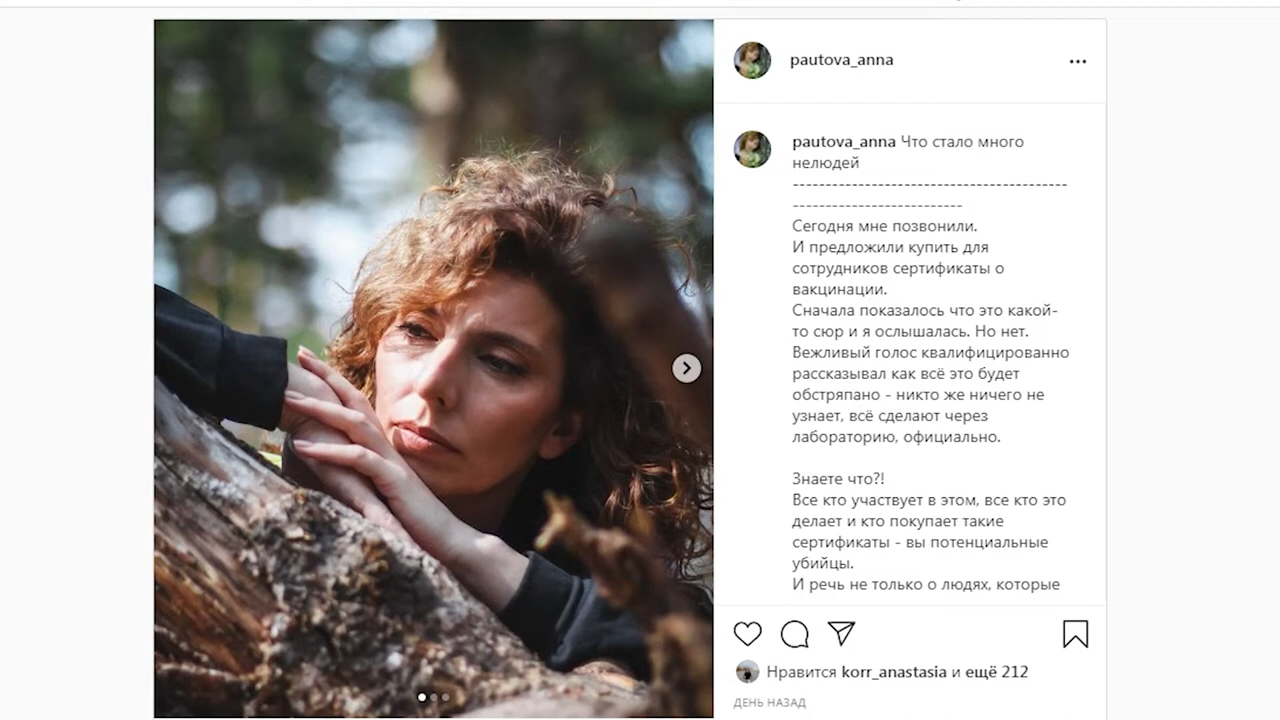 pautova_anna
pautova_anna Что стало много
нелюдей
------------------------------------------
--------------------------
Сегодня мне позвонили.
И предложили купить для
сотрудников сертификаты о
вакцинации.
Сначала показалось что это какой-
то сюр и я ослышалась. Но нет.
Вежливый голос квалифицированно
рассказывал как всё это будет
обстряпано - никто же ничего не
узнает, всё сделают через
лабораторию, официально.
Знаете что?!
Все кто участвует в этом, все кто это
делает и кто покупает такие
сертификаты - вы потенциальные
убийцы.
И речь не только о людях, которые
Нравится korr_anastasia и ещё 212
ДЕНЬ НАЗАД